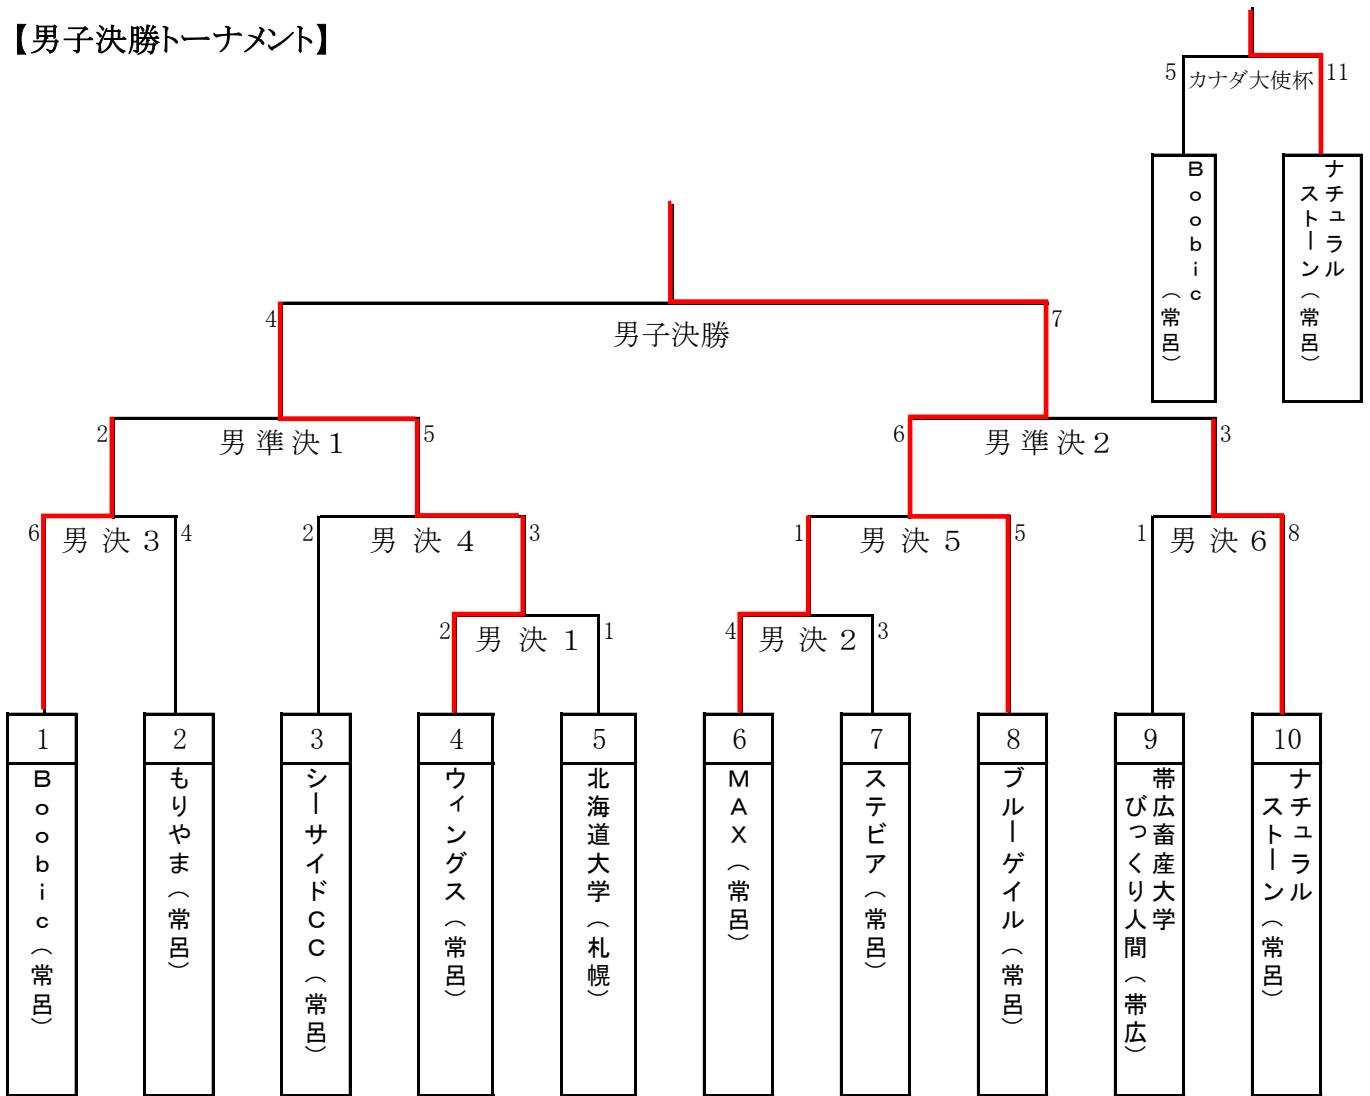 【男子決勝トーナメント】
5 カナダ大使杯 11
Boobic(常呂)
ナチュラル
ストーン(常呂)
4 男子決勝 7
2 男準決1 5
6 男準決2 3
6 男決3 4
2 男決4 3
1 男決5 5
1 男決6 8
2 男決1 1
4 男決2 3
1
Boobic(常呂)
2
もりやま(常呂)
3
シーサイドCC(常呂)
4
ウィングス(常呂)
5
北海道大学(札幌)
6
MAX(常呂)
7
ステビア(常呂)
8
ブルーゲイル(常呂)
9
帯広畜産大学
びっくり人間(帯広)
10
ナチュラル
ストーン(常呂)